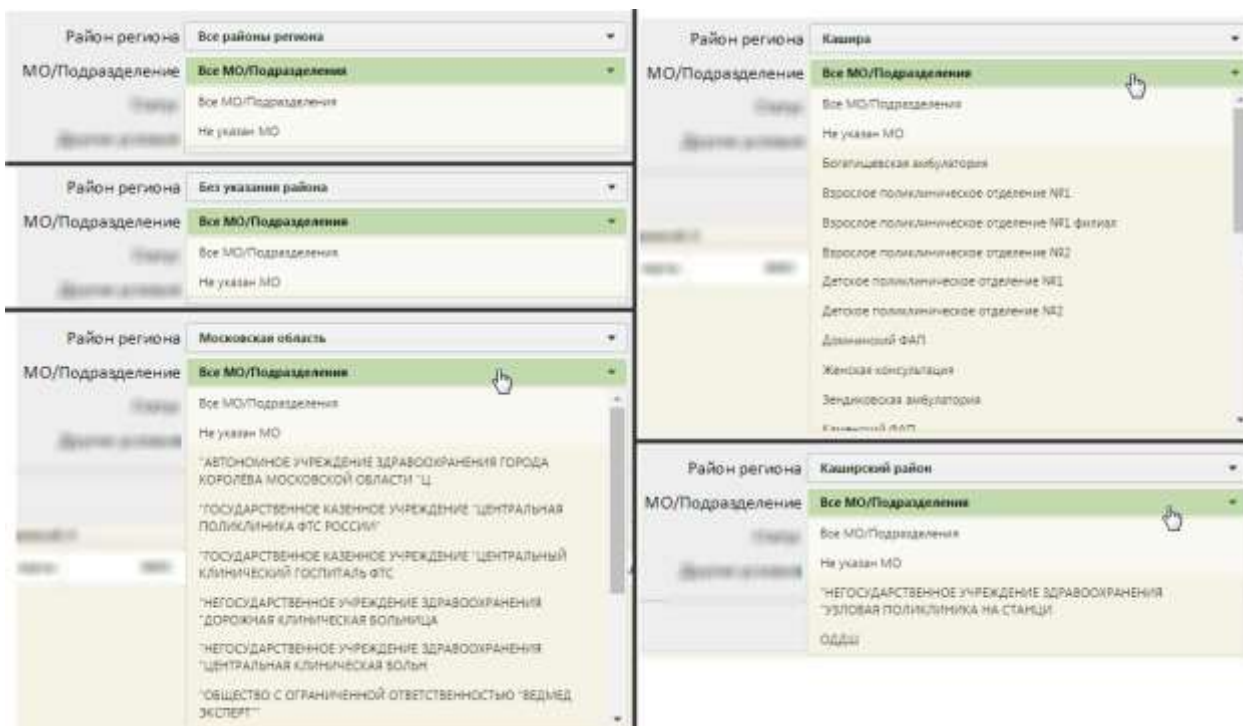 Район региона Все районы региона
МО/Подразделение Все МО/Подразделения
Все МО/Подразделения
Не указан МО
Район региона Без указания района
МО/Подразделение Все МО/Подразделения
Все МО/Подразделения
Не указан МО
Район региона Московская область
МО/Подразделение Все МО/Подразделения
Все МО/Подразделения
Не указан МО
"АВТОНОМНОЕ УЧРЕЖДЕНИЕ ЗДРАВООХРАНЕНИЯ ГОРОДА
КОРОЛЁВА МОСКОВСКОЙ ОБЛАСТИ "Ц
"ГОСУДАРСТВЕННОЕ КАЗЕННОЕ УЧРЕЖДЕНИЕ "ЦЕНТРАЛЬНАЯ
ПОЛИКЛИНИКА ФТС РОССИИ"
"ГОСУДАРСТВЕННОЕ КАЗЕННОЕ УЧРЕЖДЕНИЕ "ЦЕНТРАЛЬНЫЙ
КЛИНИЧЕСКИЙ ГОСПИТАЛЬ ФТС
"НЕГОСУДАРСТВЕННОЕ УЧРЕЖДЕНИЕ ЗДРАВООХРАНЕНИЯ
"ДОРОЖНАЯ КЛИНИЧЕСКАЯ БОЛЬНИЦА
"НЕГОСУДАРСТВЕННОЕ УЧРЕЖДЕНИЕ ЗДРАВООХРАНЕНИЯ
"ЦЕНТРАЛЬНАЯ КЛИНИЧЕСКАЯ БОЛЬН
"ОБЩЕСТВО С ОГРАНИЧЕННОЙ ОТВЕТСТВЕННОСТЬЮ "ВЕДМЕД
ЭКСПЕРТ""
Район региона Кашира
МО/Подразделение Все МО/Подразделения
Все МО/Подразделения
Не указан МО
Богатищевская амбулатория
Взрослое поликлиническое отделение №1
Взрослое поликлиническое отделение №1 филиал
Взрослое поликлиническое отделение №2
Детское поликлиническое отделение №1
Детское поликлиническое отделение №2
Домнинский ФАП
Женская консультация
Зендиковская амбулатория
Каменский ФАП
Район региона Каширский район
МО/Подразделение Все МО/Подразделения
Все МО/Подразделения
Не указан МО
"НЕГОСУДАРСТВЕННОЕ УЧРЕЖДЕНИЕ ЗДРАВООХРАНЕНИЯ
"УЗЛОВАЯ ПОЛИКЛИНИКА НА СТАНЦИ
ОДДШ